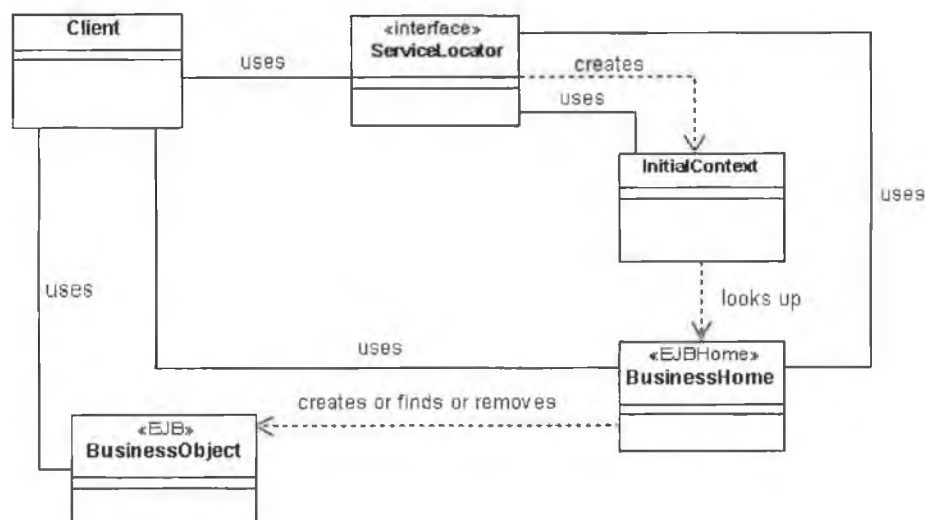 Client
«interface»
ServiceLocator
uses
creates
uses
InitialContext
uses
uses
looks up
uses
«EJBHome»
BusinessHome
creates or finds or removes
«EJB»
BusinessObject